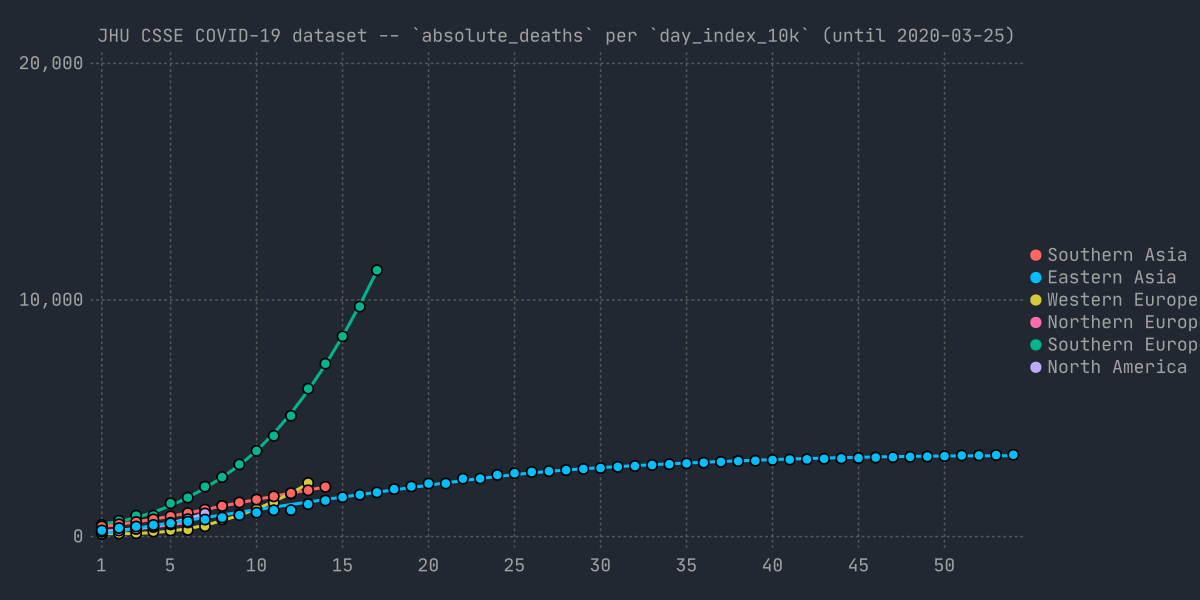 JHU CSSE COVID-19 dataset -- `absolute_deaths` per `day_index_10k` (until 2020-03-25)
20,000
10,000
0
1 5 10 15 20 25 30 35 40 45 50
Southern Asia
Eastern Asia
Western Europe
Northern Europ
Southern Europ
North America